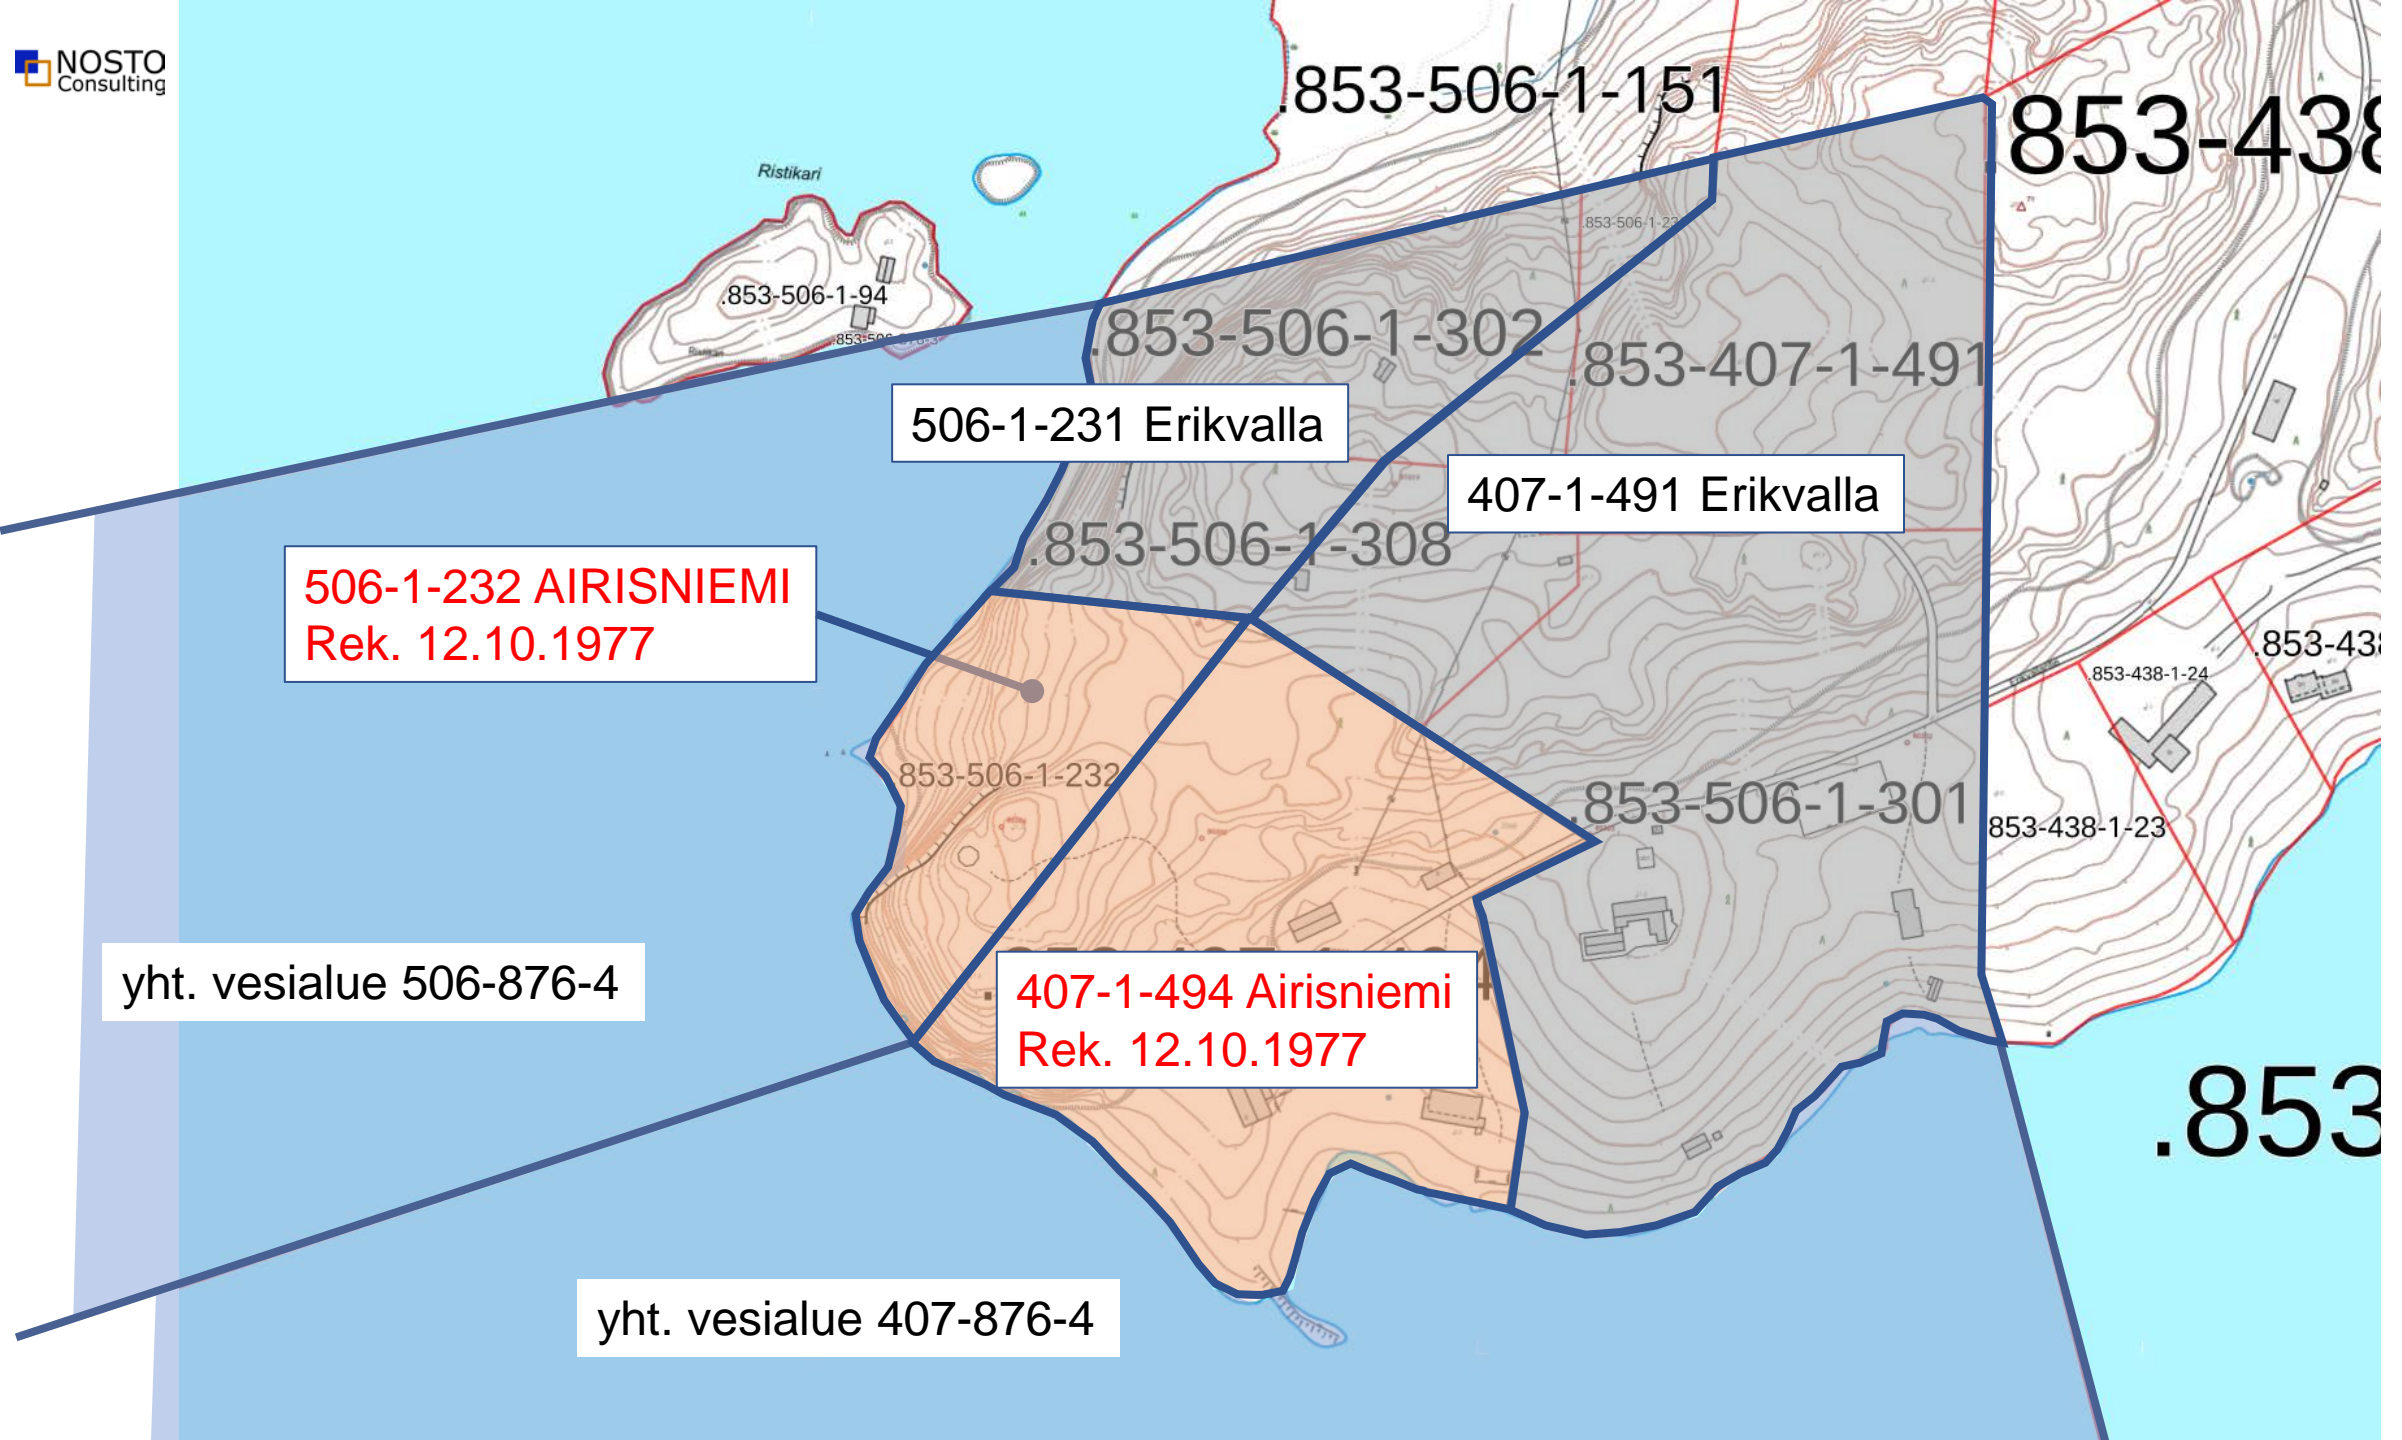 NOSTO
Consulting
.853-506-1-151
853-438
Ristikari
.853-506-1-94
.853-506-1-302
.853-407-1-491
506-1-231 Erikvalla
407-1-491 Erikvalla
.853-506-1-308
506-1-232 AIRISNIEMI
Rek. 12.10.1977
.853-438
.853-438-1-24
853-506-1-232
.853-506-1-301
853-438-1-23
yht. vesialue 506-876-4
407-1-494 Airisniemi
Rek. 12.10.1977
.853
yht. vesialue 407-876-4